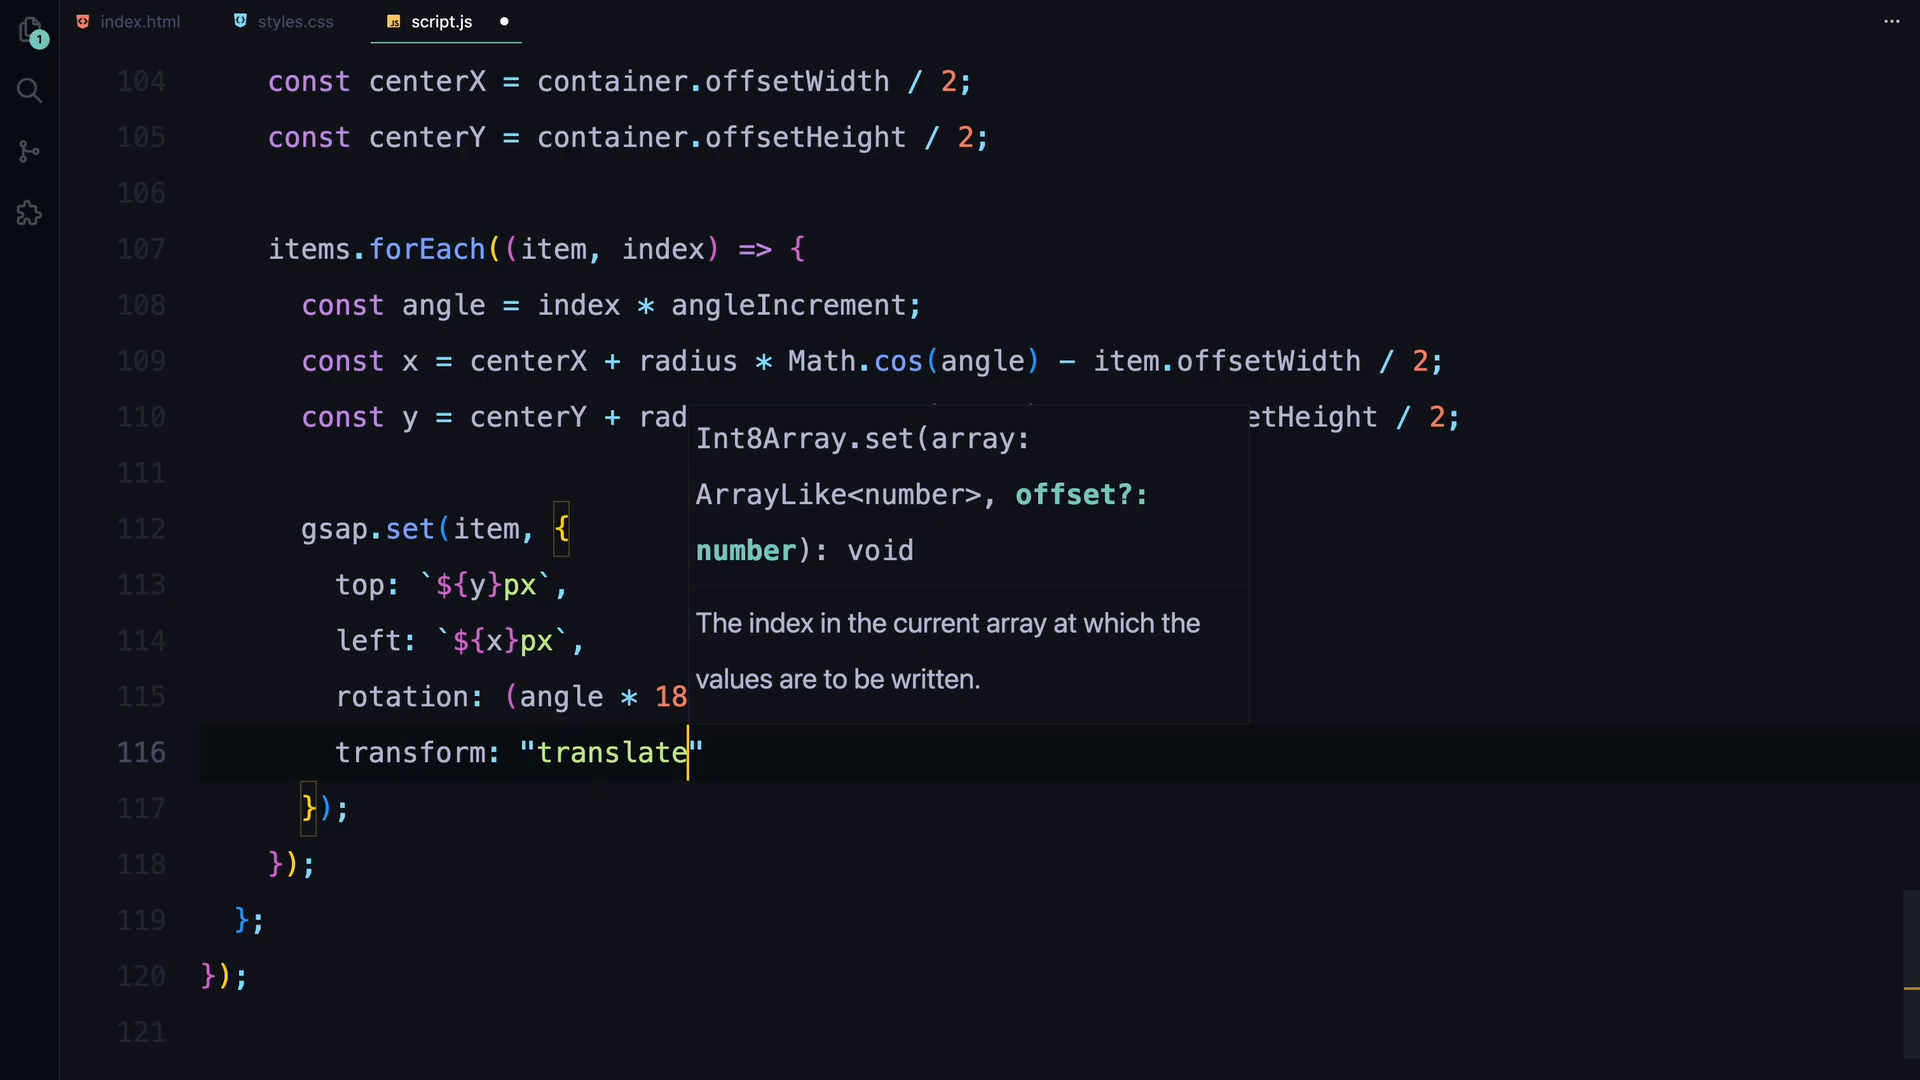 1
index.html styles.css JS script.js
104 const centerX = container.offsetWidth / 2;
105 const centerY = container.offsetHeight / 2;
106
107 items.forEach((item, index) => {
108 const angle = index * angleIncrement;
109 const x = centerX + radius * Math.cos(angle) - item.offsetWidth / 2;
110 const y = centerY + rad etHeight / 2;
Int8Array.set(array:
ArrayLike<number>, offset?:
number): void
The index in the current array at which the
values are to be written.
111
112 gsap.set(item, {
113 top: `${y}px`,
114 left: `${x}px`,
115 rotation: (angle * 18
116 transform: "translate"
117 });
118 });
119 };
120 });
121